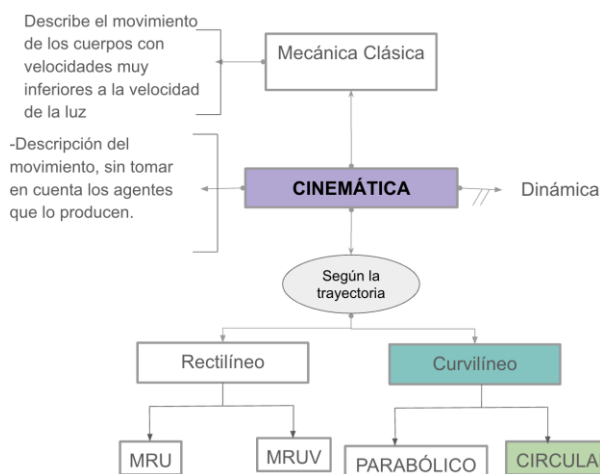 Describe el movimiento
de los cuerpos con
velocidades muy
inferiores a la velocidad
de la luz
Mecánica Clásica
-Descripción del
movimiento, sin tomar
en cuenta los agentes
que lo producen.
CINEMÁTICA
Dinámica
Según la
trayectoria
Rectilíneo
Curvilíneo
MRU
MRUV
PARABÓLICO
CIRCULAR